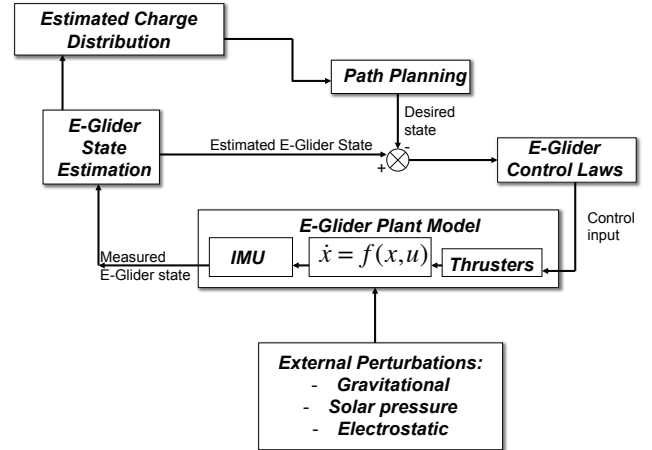 Estimated Charge
Distribution
Path Planning
Desired
state
E-Glider
State
Estimation
Estimated E-Glider State
-
+
E-Glider
Control Laws
E-Glider Plant Model
Control
input
Measured
E-Glider state
IMU
ẋ = f(x,u)
Thrusters
External Perturbations:
- Gravitational
- Solar pressure
- Electrostatic